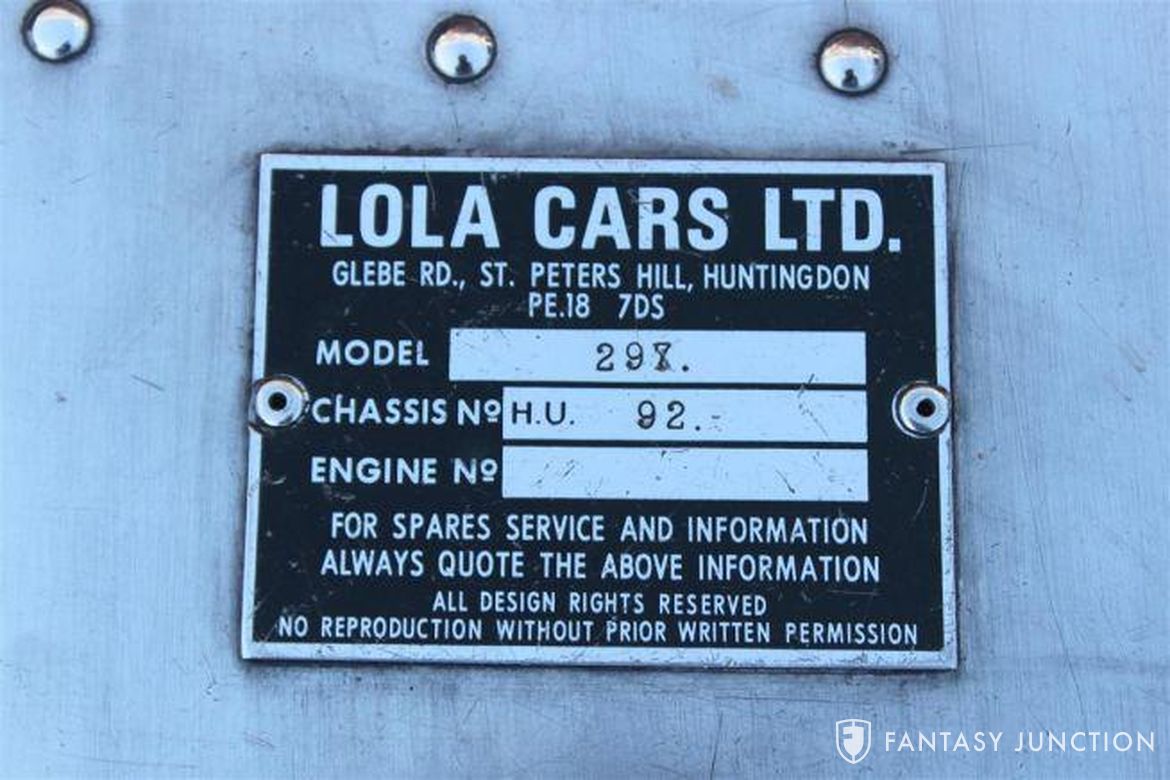 LOLA CARS LTD.
GLEBE RD., ST. PETERS HILL, HUNTINGDON
PE.18 7DS
MODEL
CHASSIS Nº H.U. 92.-
ENGINE Nº
FOR SPARES SERVICE AND INFORMATION
ALWAYS QUOTE THE ABOVE INFORMATION
ALL DESIGN RIGHTS RESERVED
NO REPRODUCTION WITHOUT PRIOR WRITTEN PERMISSION
FANTASY JUNCTION